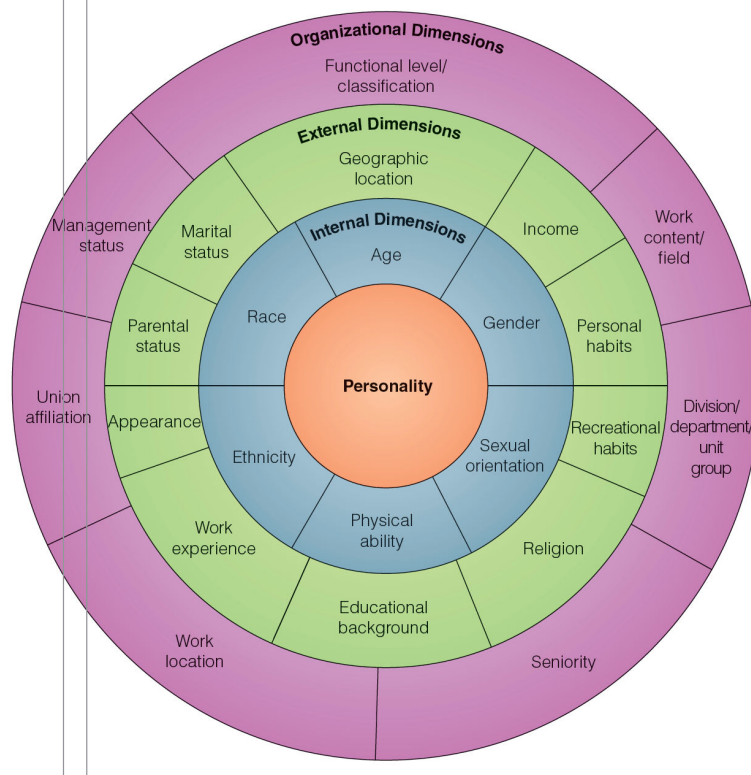 Organizational Dimensions
Functional level/
classification
External Dimensions
Geographic
location
Internal Dimensions
Age
Management
status
Marital
status
Income
Work
content/
field
Race
Gender
Parental
status
Personal
habits
Personality
Union
affiliation
Appearance
Recreational
habits
Division/
department/
unit
group
Ethnicity
Sexual
orientation
Physical
ability
Work
experience
Religion
Educational
background
Work
location
Seniority